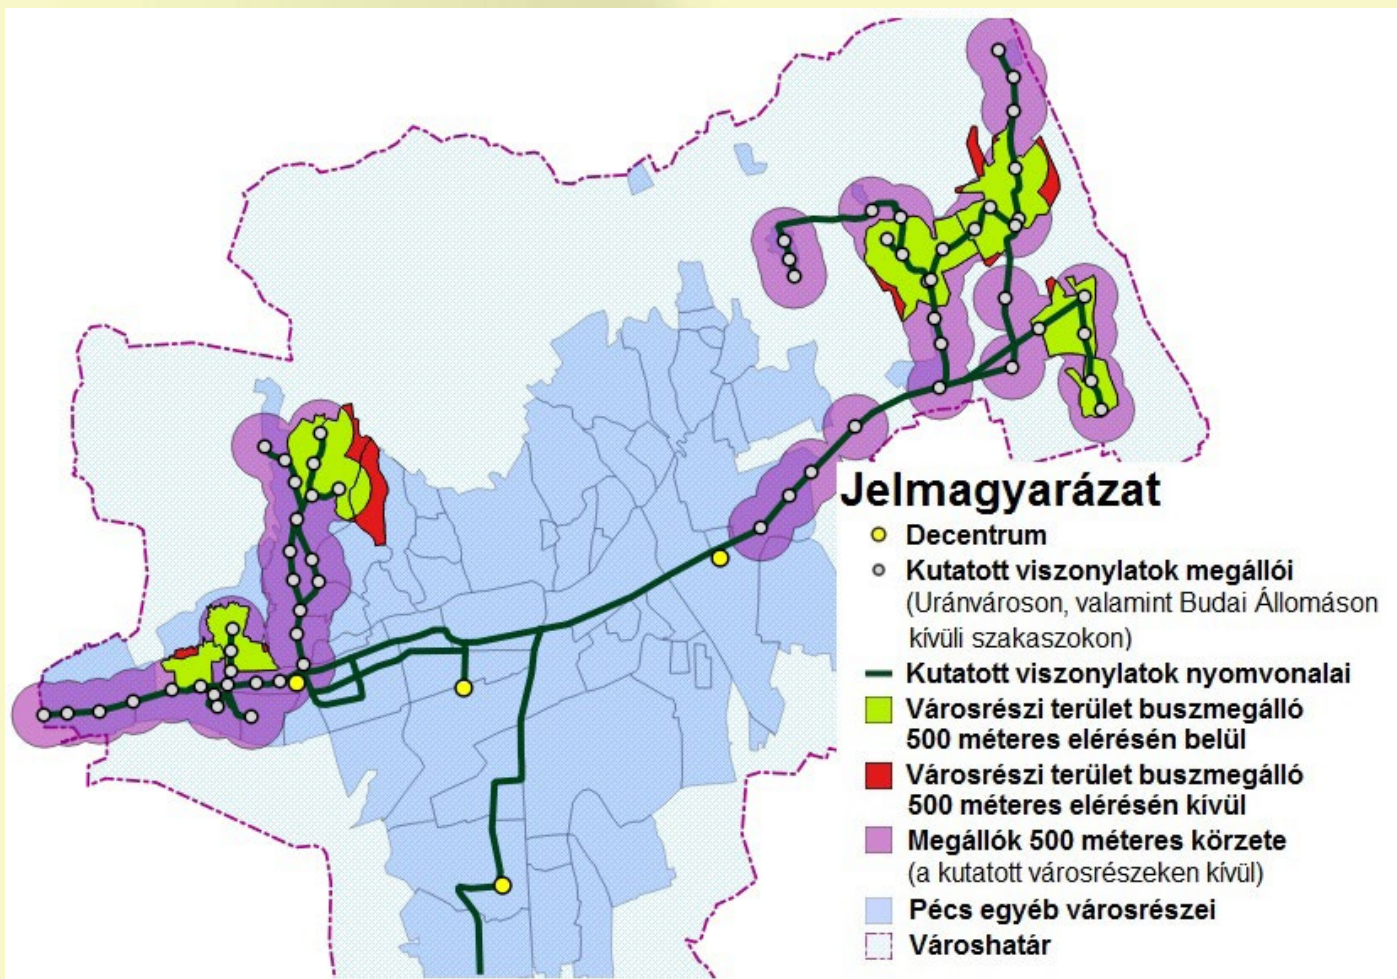 Jelmagyarázat
Decentrum
Kutatott viszonylatok megállói
(Uránvároson, valamint Budai Állomáson
kívüli szakaszokon)
Kutatott viszonylatok nyomvonalai
Városrészi terület buszmegálló
500 méteres elérésén belül
Városrészi terület buszmegálló
500 méteres elérésén kívül
Megállók 500 méteres körzete
(a kutatott városrészeken kívül)
Pécs egyéb városrészei
Városhatár